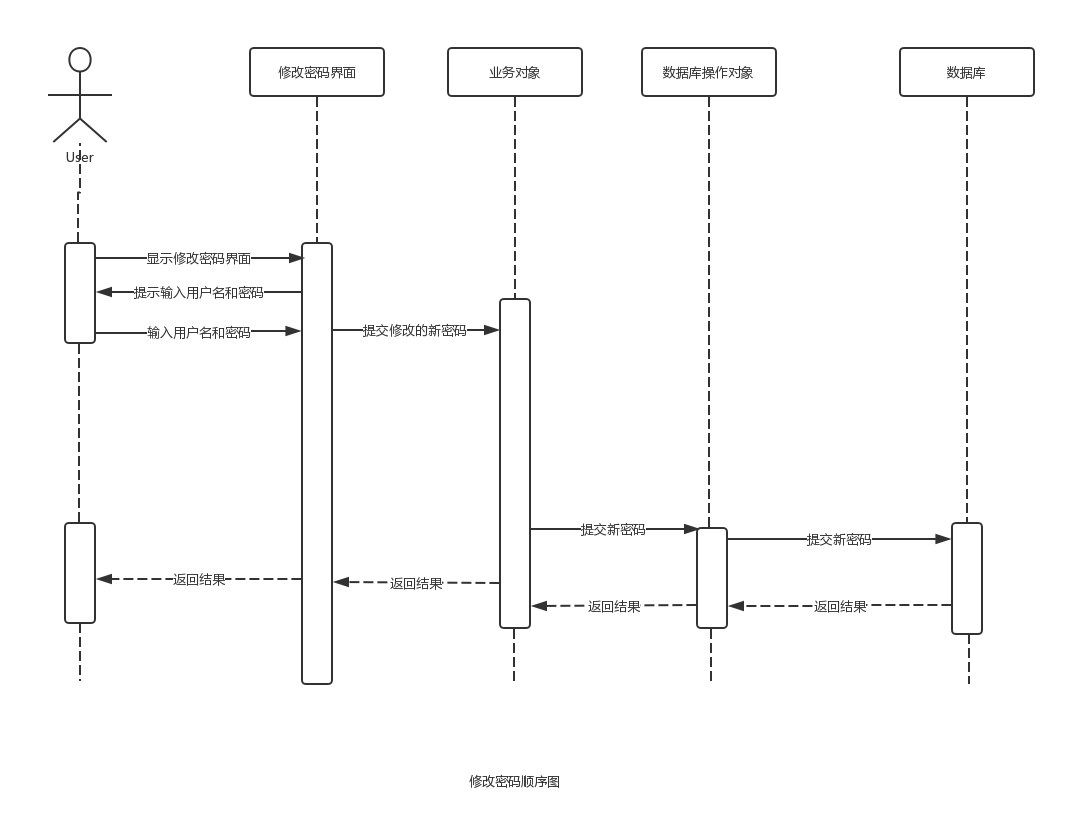 修改密码界面
业务对象
数据库操作对象
数据库
User
显示修改密码界面
提示输入用户名和密码
输入用户名和密码
提交修改的新密码
提交新密码
提交新密码
返回结果
返回结果
返回结果
返回结果
修改密码顺序图